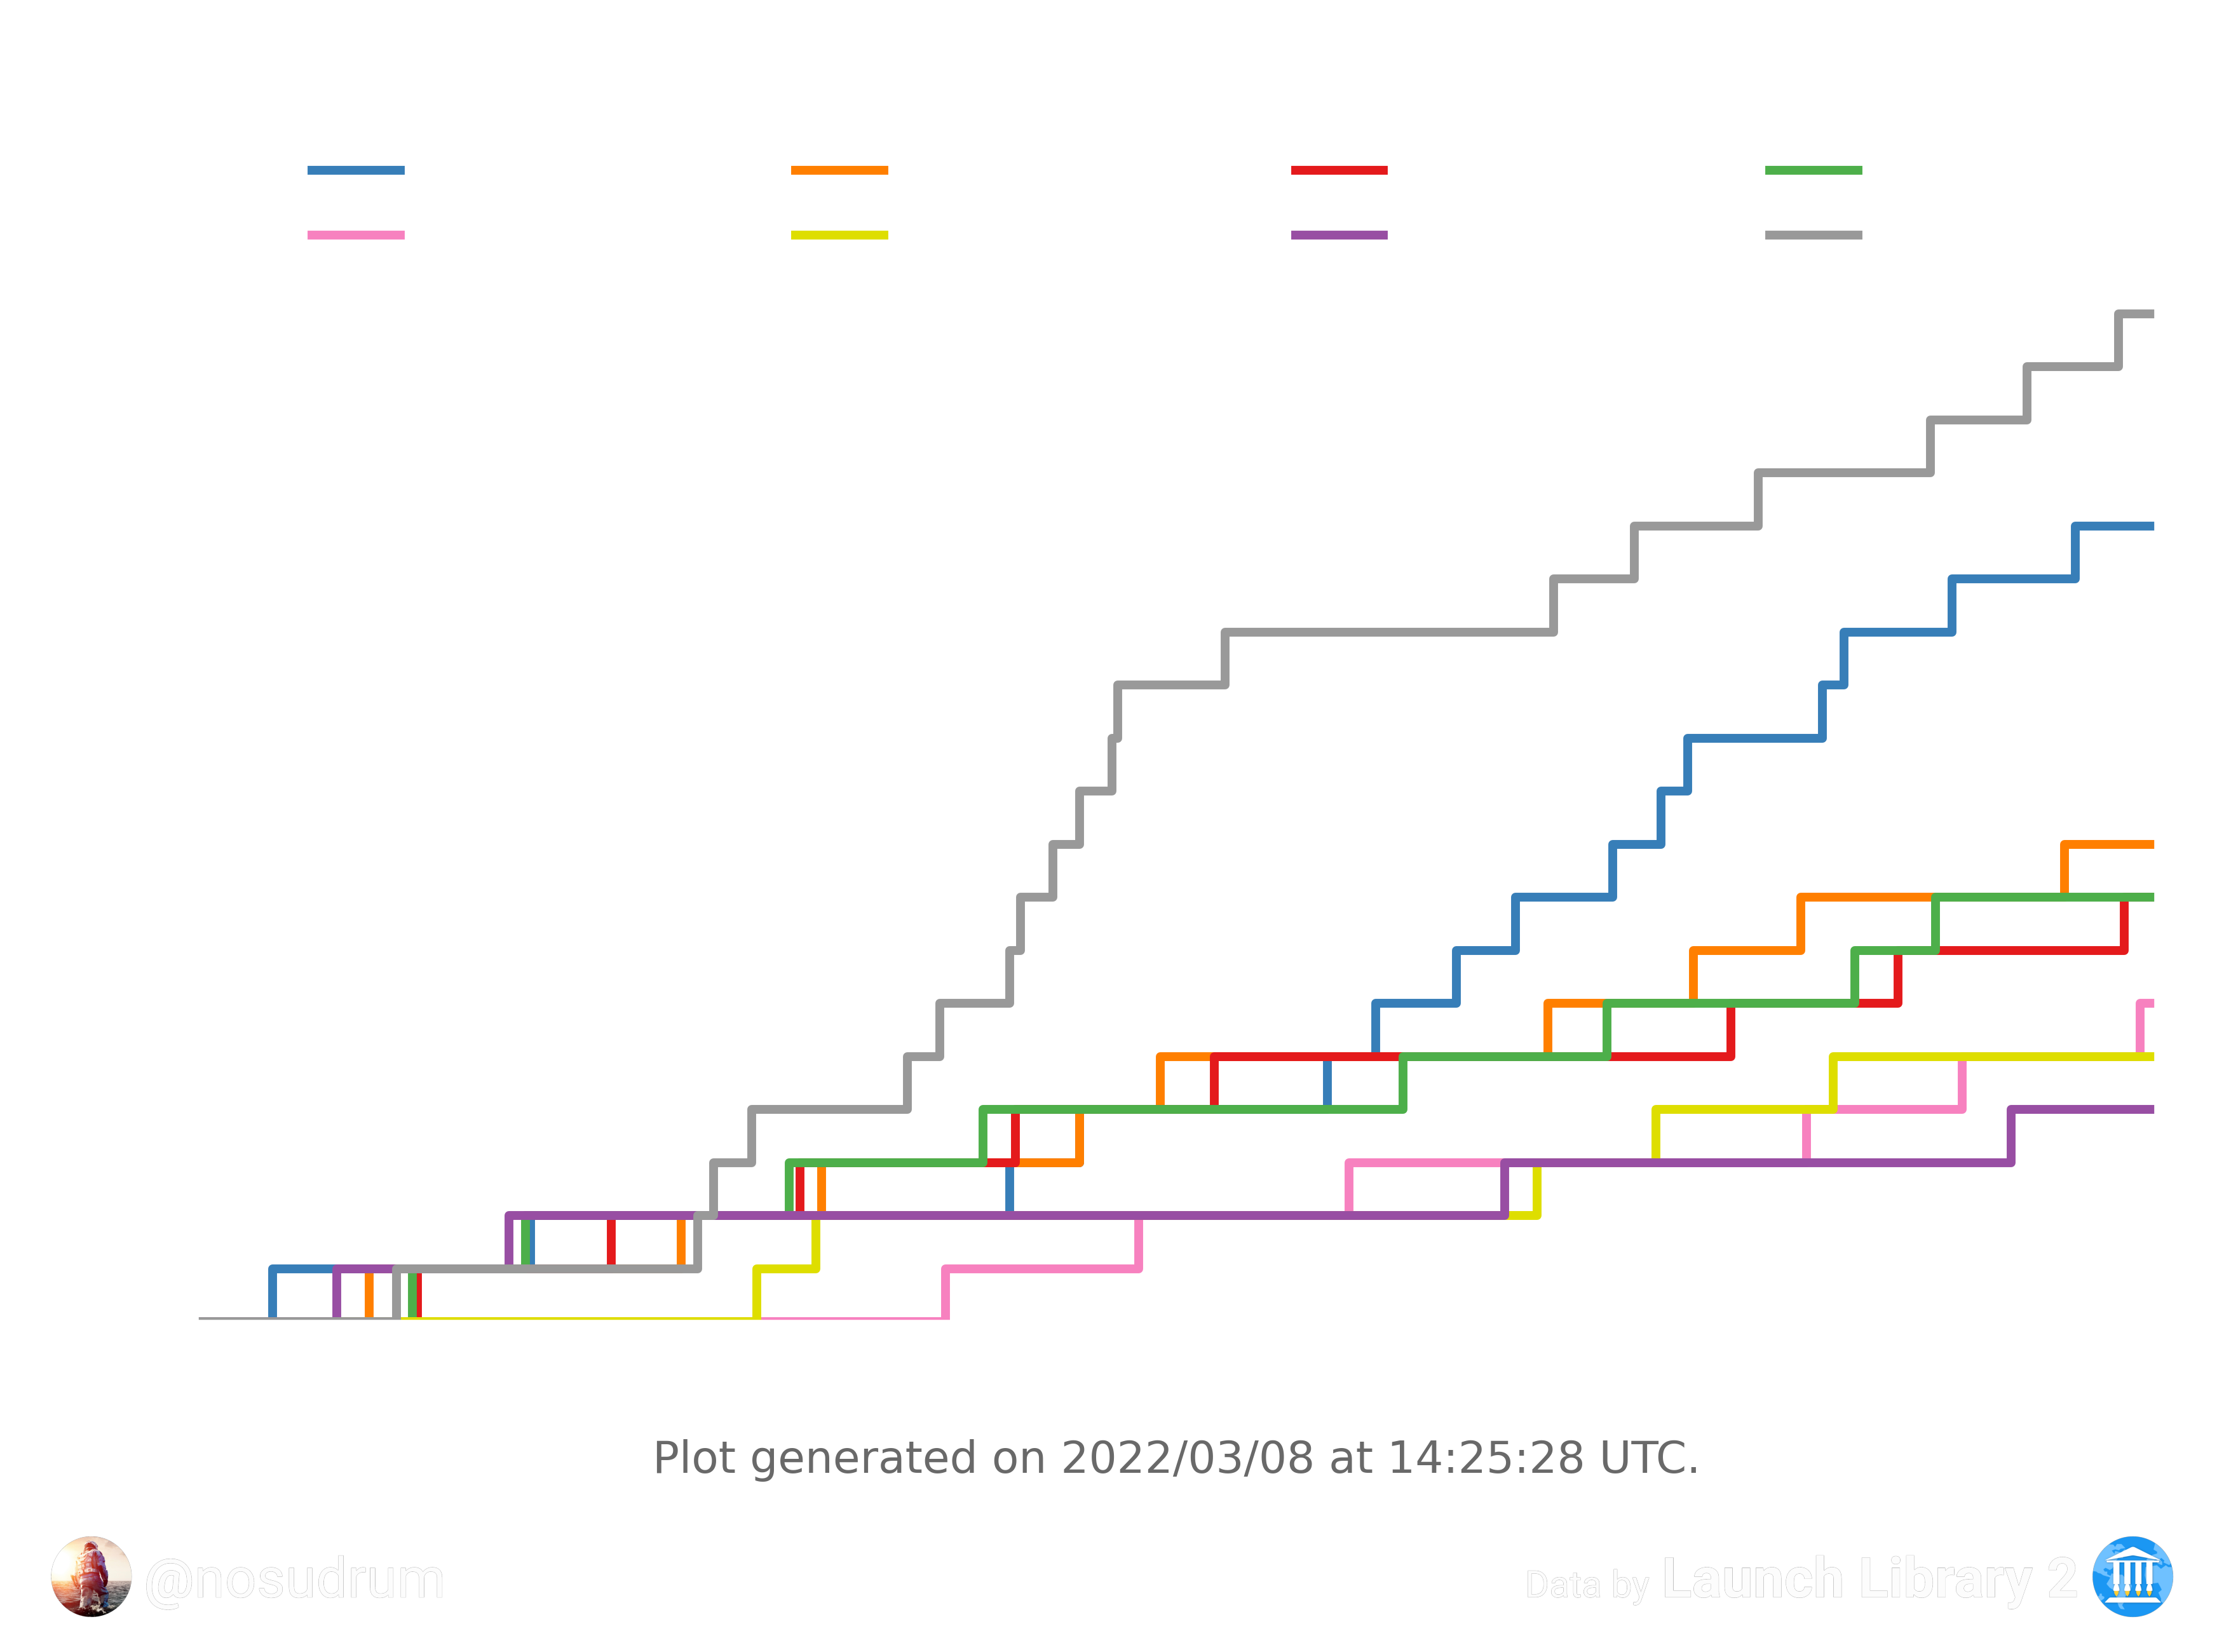 Plot generated on 2022/03/08 at 14:25:28 UTC.
@nosudrum
Data by Launch Library 2